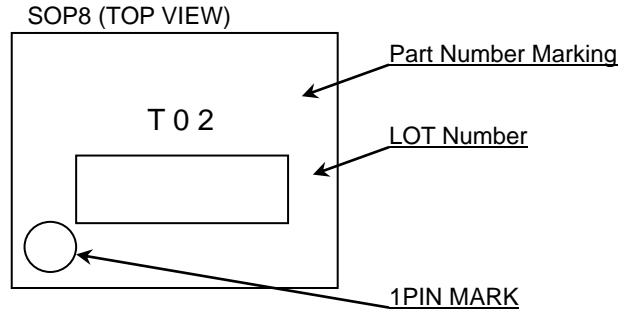 SOP8 (TOP VIEW)
Part Number Marking
T 0 2
LOT Number
1PIN MARK